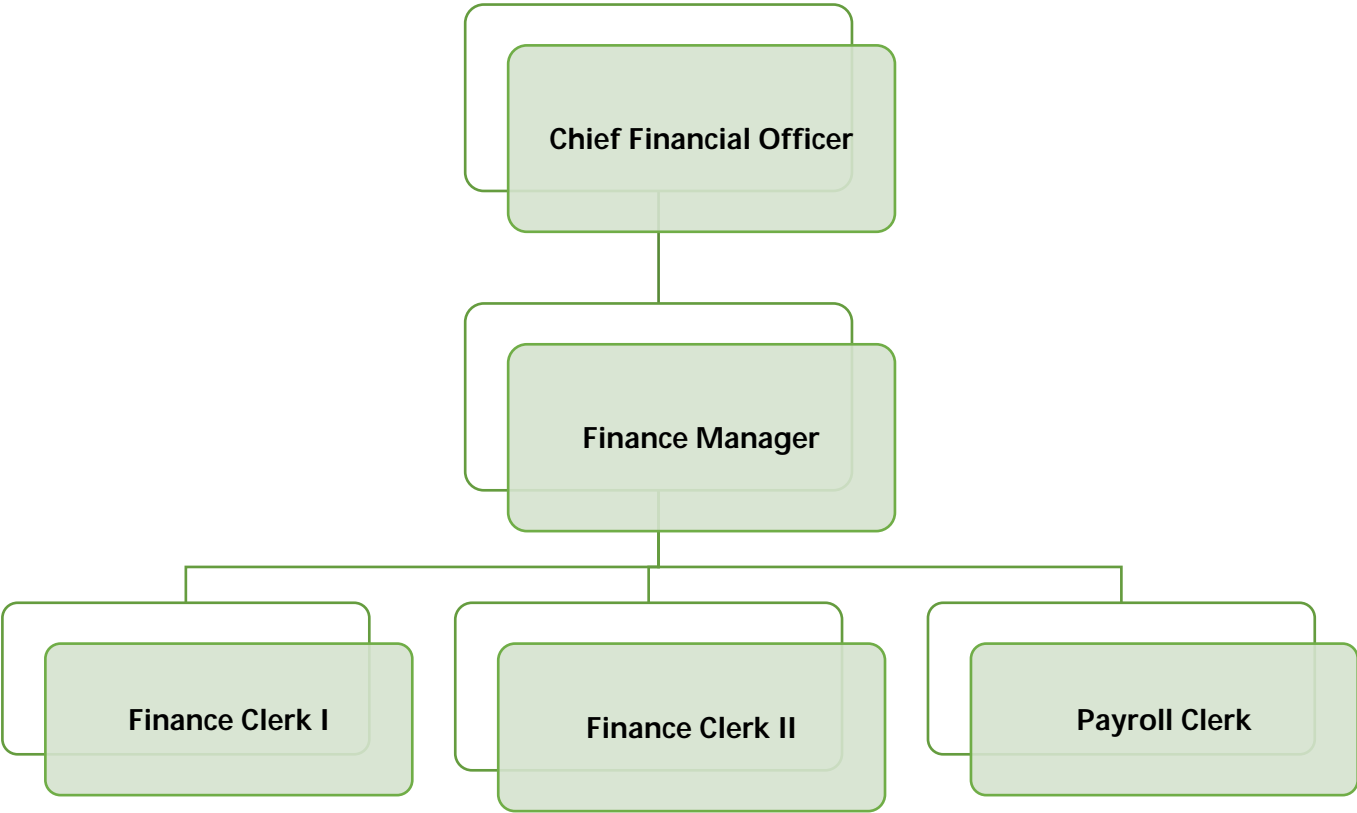 Chief Financial Officer
Finance Manager
Finance Clerk I
Finance Clerk II
Payroll Clerk